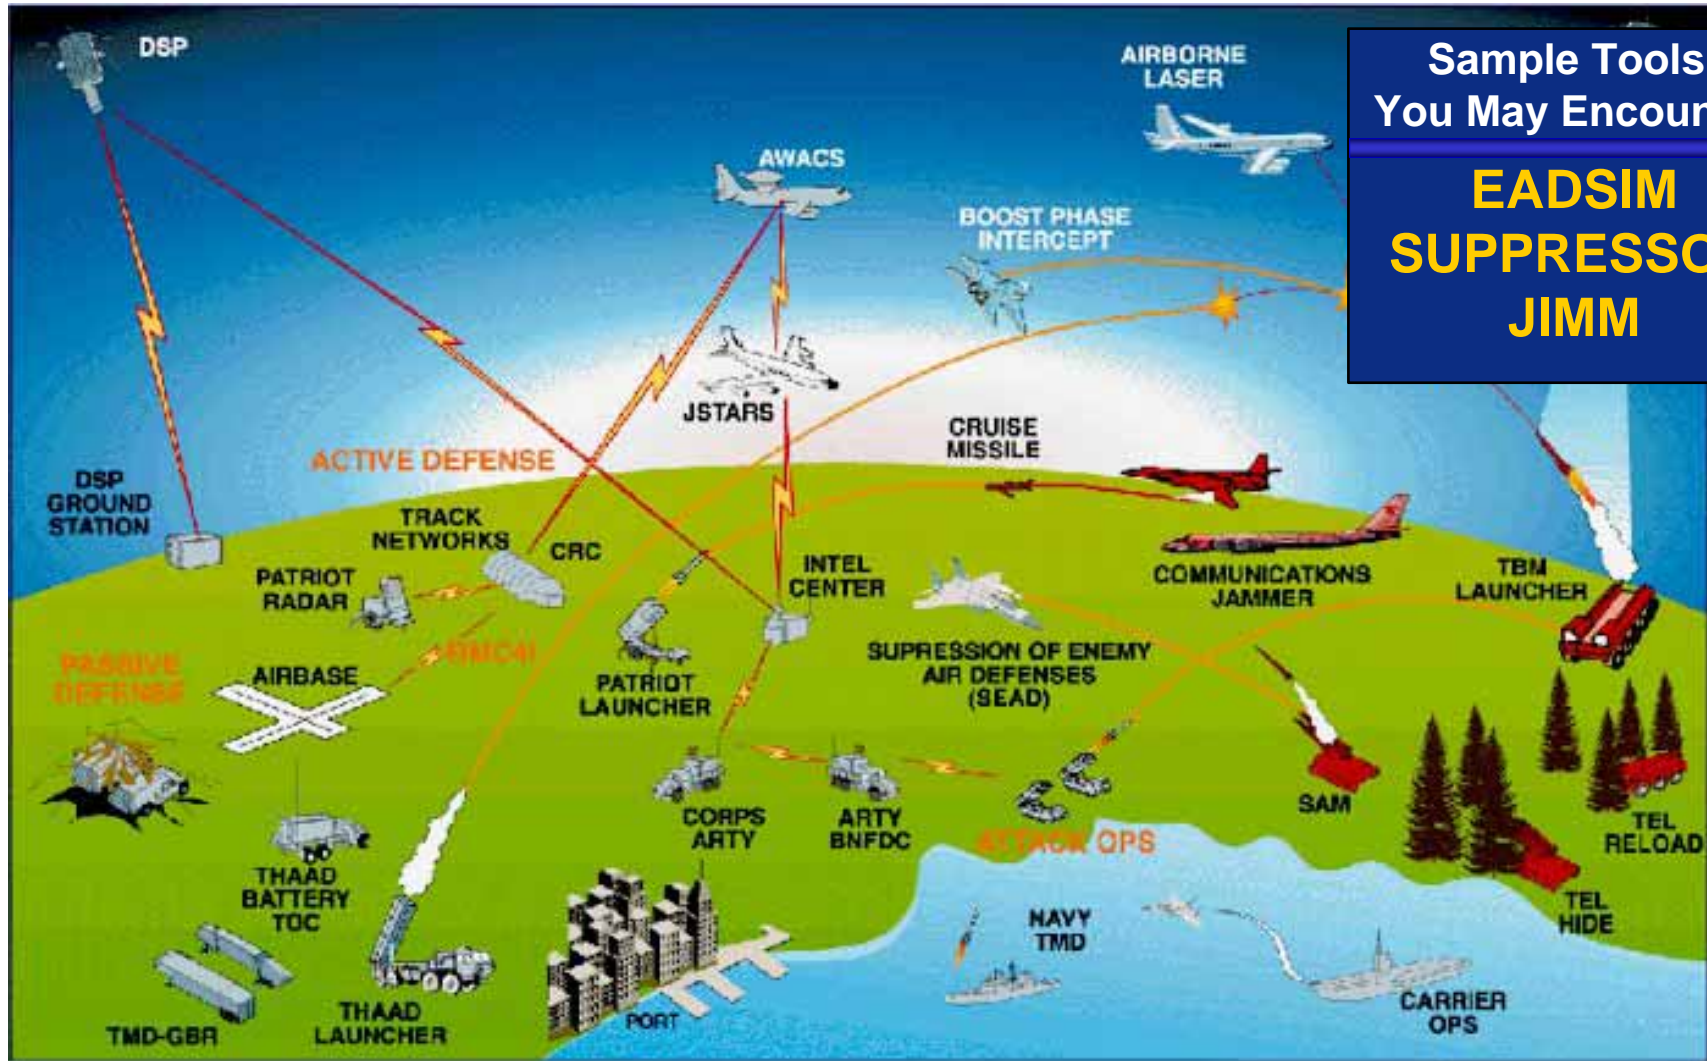 DSP
AIRBORNE
LASER
Sample Tools
You May Encoun
EADSIM
SUPPRESSO
JIMM
AWACS
BOOST PHASE
INTERCEPT
JSTARS
CRUISE
MISSILE
ACTIVE DEFENSE
DSP
GROUND
STATION
TRACK
NETWORKS
CRC
PATRIOT
RADAR
INTEL
CENTER
COMMUNICATIONS
JAMMER
TBM
LAUNCHER
PASSIVE
DEFENSE
AIRBASE
BMC4I
PATRIOT
LAUNCHER
SUPRESSION OF ENEMY
AIR DEFENSES
(SEAD)
CORPS
ARTY
ARTY
BNFDC
ATTACK OPS
SAM
TEL
RELOAD
THAAD
BATTERY
TOC
TEL
HIDE
NAVY
TMD
TMD-GBR
THAAD
LAUNCHER
PORT
CARRIER
OPS